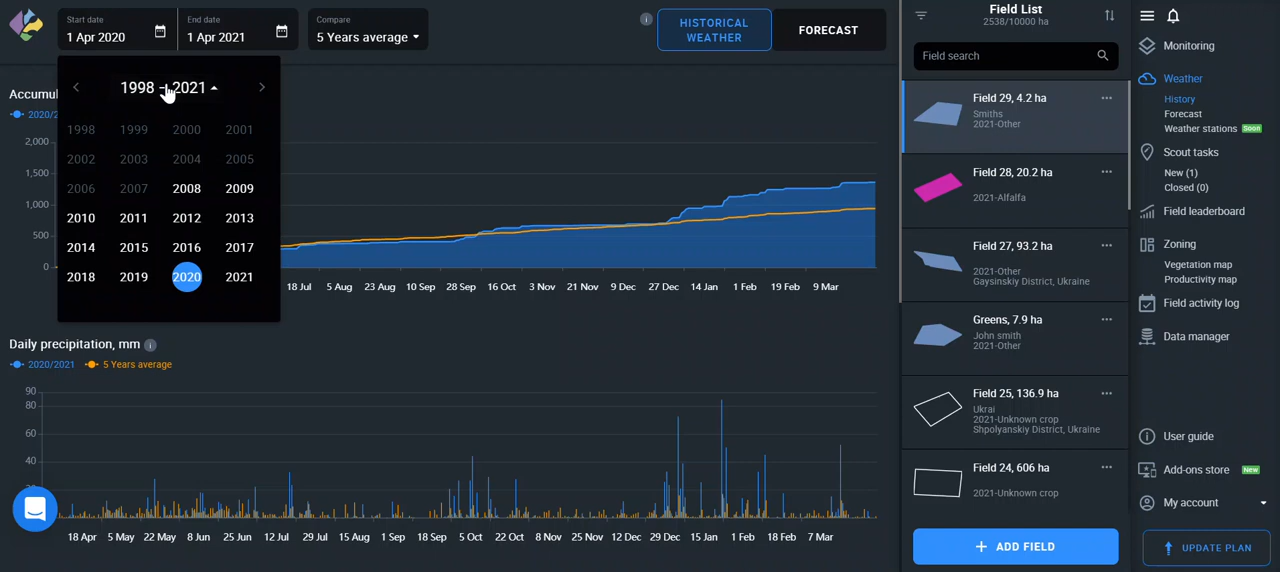 Start date
1 Apr 2020
End date
1 Apr 2021
Compare
5 Years average
HISTORICAL
WEATHER
FORECAST
1998 – 2021
1998 1999 2000 2001
2002 2003 2004 2005
2006 2007 2008 2009
2010 2011 2012 2013
2014 2015 2016 2017
2018 2019 2020 2021
Accumul
2020/2
2,000
1,500
1,000
500
0
18 Jul 5 Aug 23 Aug 10 Sep 28 Sep 16 Oct 3 Nov 21 Nov 9 Dec 27 Dec 14 Jan 1 Feb 19 Feb 9 Mar
Daily precipitation, mm
2020/2021 5 Years average
90
80
60
40
18 Apr 5 May 22 May 8 Jun 25 Jun 12 Jul 29 Jul 15 Aug 1 Sep 18 Sep 5 Oct 22 Oct 8 Nov 25 Nov 12 Dec 29 Dec 15 Jan 1 Feb 18 Feb 7 Mar
Field List
2538/10000 ha
Field search
Field 29, 4.2 ha
Smiths
2021-Other
Field 28, 20.2 ha
2021-Alfalfa
Field 27, 93.2 ha
2021-Other
Gaysinskiy District, Ukraine
Greens, 7.9 ha
John smith
2021-Other
Field 25, 136.9 ha
Ukrai
2021-Unknown crop
Shpolyanskiy District, Ukraine
Field 24, 606 ha
2021-Unknown crop
+ ADD FIELD
Monitoring
Weather
History
Forecast
Weather stations Soon
Scout tasks
New (1)
Closed (0)
Field leaderboard
Zoning
Vegetation map
Productivity map
Field activity log
Data manager
User guide
Add-ons store New
My account
UPDATE PLAN